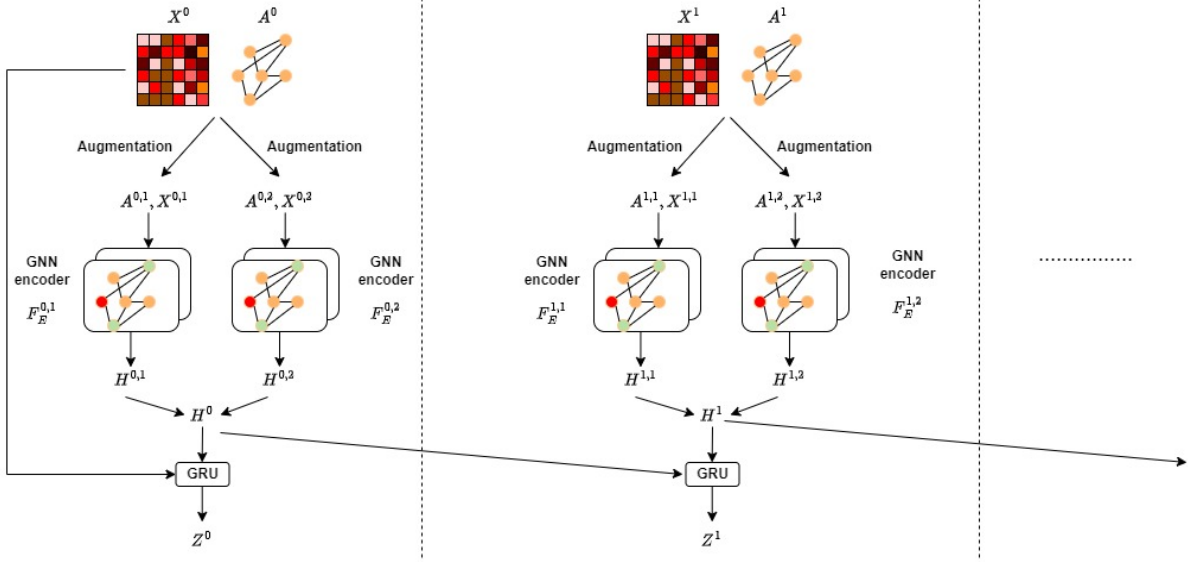 X^0 A^0
Augmentation Augmentation
A^{0,1}, X^{0,1} A^{0,2}, X^{0,2}
GNN
encoder
F_E^{0,1}
GNN
encoder
F_E^{0,2}
H^{0,1} H^{0,2}
H^0
GRU
Z^0
X^1 A^1
Augmentation Augmentation
A^{1,1}, X^{1,1} A^{1,2}, X^{1,2}
GNN
encoder
F_E^{1,1}
GNN
encoder
F_E^{1,2}
H^{1,1} H^{1,2}
H^1
GRU
Z^1
................